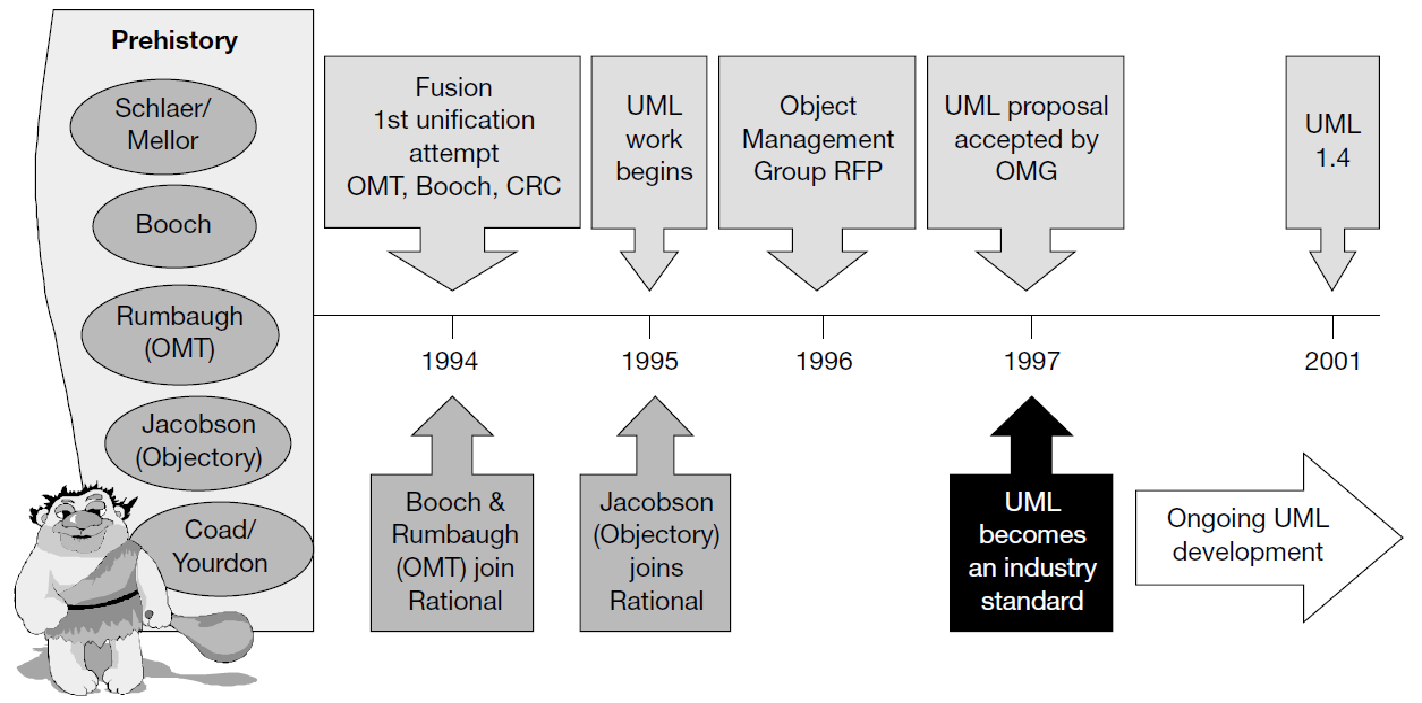 Prehistory
Schlaer/
Mellor
Booch
Rumbaugh
(OMT)
Jacobson
(Objectory)
Coad/
Yourdon
Fusion
1st unification
attempt
OMT, Booch, CRC
UML
work
begins
Object
Management
Group RFP
UML proposal
accepted by
OMG
UML
1.4
1994
1995
1996
1997
2001
Booch &
Rumbaugh
(OMT) join
Rational
Jacobson
(Objectory)
joins
Rational
UML
becomes
an industry
standard
Ongoing UML
development